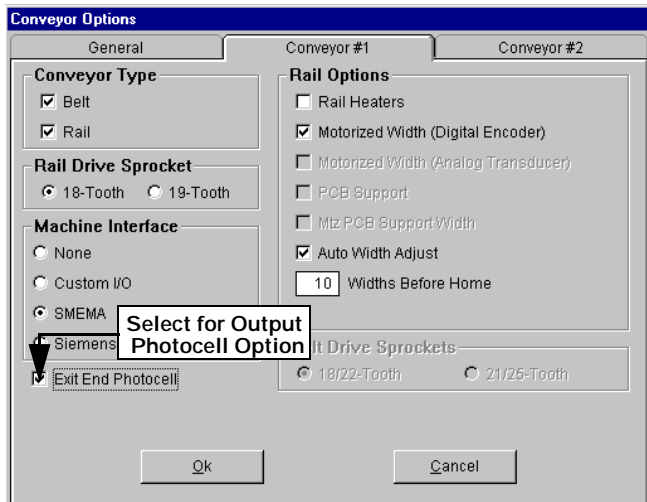 Conveyor Options
General
Conveyor #1
Conveyor #2
Conveyor Type
Belt
Rail
Rail Drive Sprocket
18-Tooth 19-Tooth
Machine Interface
None
Custom I/O
SMEMA
Siemens
Exit End Photocell
Select for Output
Photocell Option
Rail Options
Rail Heaters
Motorized Width (Digital Encoder)
Motorized Width (Analog Transducer)
PCB Support
Mtz PCB Support Width
Auto Width Adjust
10 Widths Before Home
lt Drive Sprockets
18/22-Tooth 21/25-Tooth
Ok
Cancel